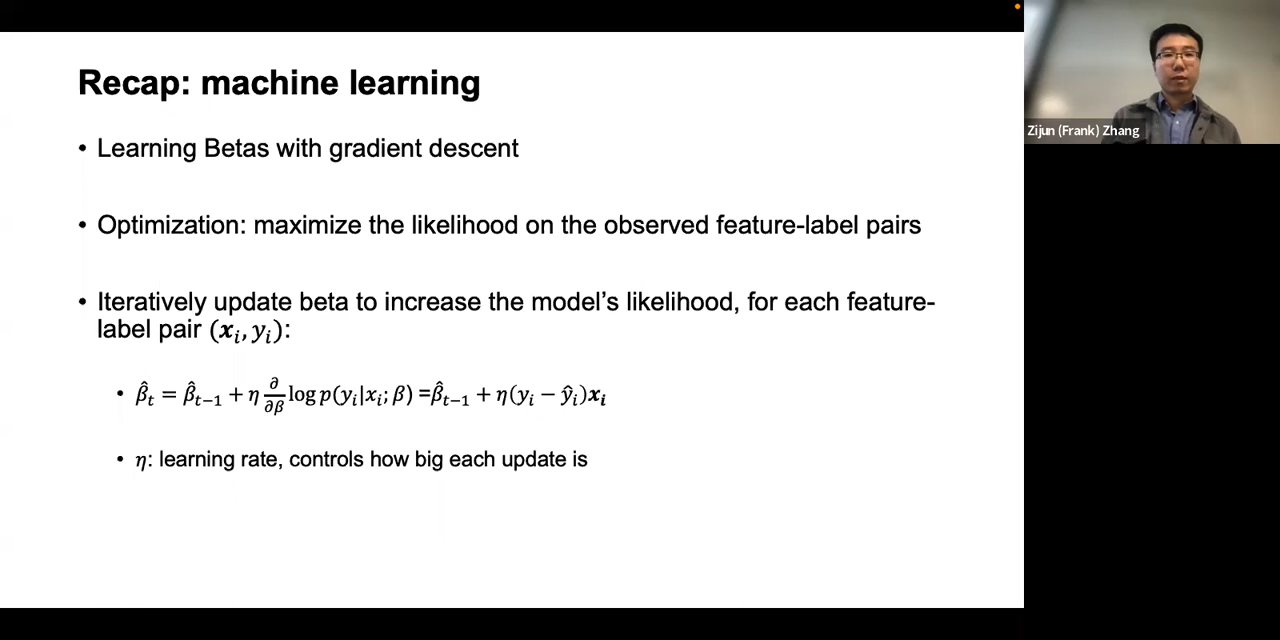 Recap: machine learning
• Learning Betas with gradient descent
• Optimization: maximize the likelihood on the observed feature-label pairs
• Iteratively update beta to increase the model's likelihood, for each feature-
label pair (𝒙ᵢ, yᵢ):
• β̂ₜ = β̂ₜ₋₁ + η ∂/∂β log p(yᵢ|xᵢ; β) =β̂ₜ₋₁ + η(yᵢ − ŷᵢ)𝒙ᵢ
• η: learning rate, controls how big each update is
Zijun (Frank) Zhang